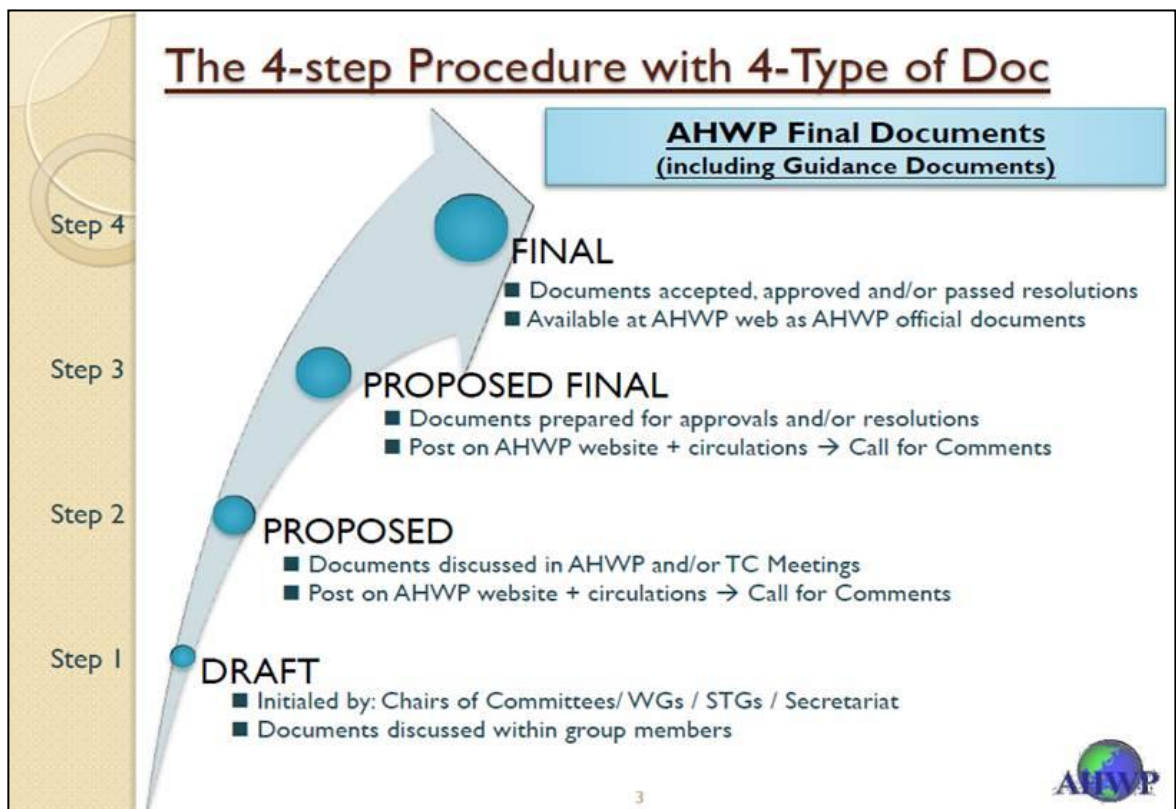 The 4-step Procedure with 4-Type of Doc
AHWP Final Documents
(including Guidance Documents)
Step 4
FINAL
■ Documents accepted, approved and/or passed resolutions
■ Available at AHWP web as AHWP official documents
Step 3
PROPOSED FINAL
■ Documents prepared for approvals and/or resolutions
■ Post on AHWP website + circulations → Call for Comments
Step 2
PROPOSED
■ Documents discussed in AHWP and/or TC Meetings
■ Post on AHWP website + circulations → Call for Comments
Step 1
DRAFT
■ Initialed by: Chairs of Committees/ WGs / STGs / Secretariat
■ Documents discussed within group members
3
AHWP